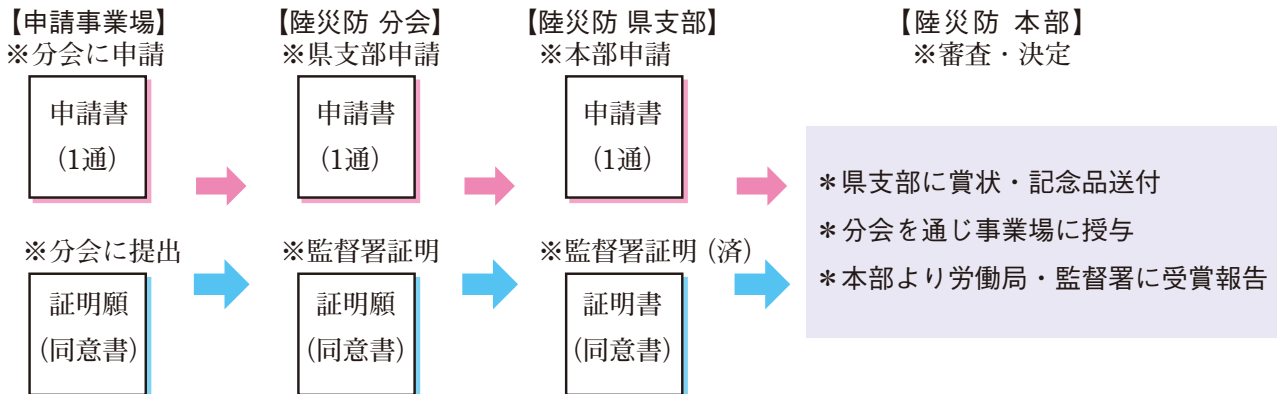 【申請事業場】
※分会に申請
申請書
(1通)
※分会に提出
証明願
(同意書)
【陸災防 分会】
※県支部申請
申請書
(1通)
※監督署証明
証明願
(同意書)
【陸災防 県支部】
※本部申請
申請書
(1通)
※監督署証明 (済)
証明書
(同意書)
【陸災防 本部】
※審査・決定
＊県支部に賞状・記念品送付
＊分会を通じ事業場に授与
＊本部より労働局・監督署に受賞報告